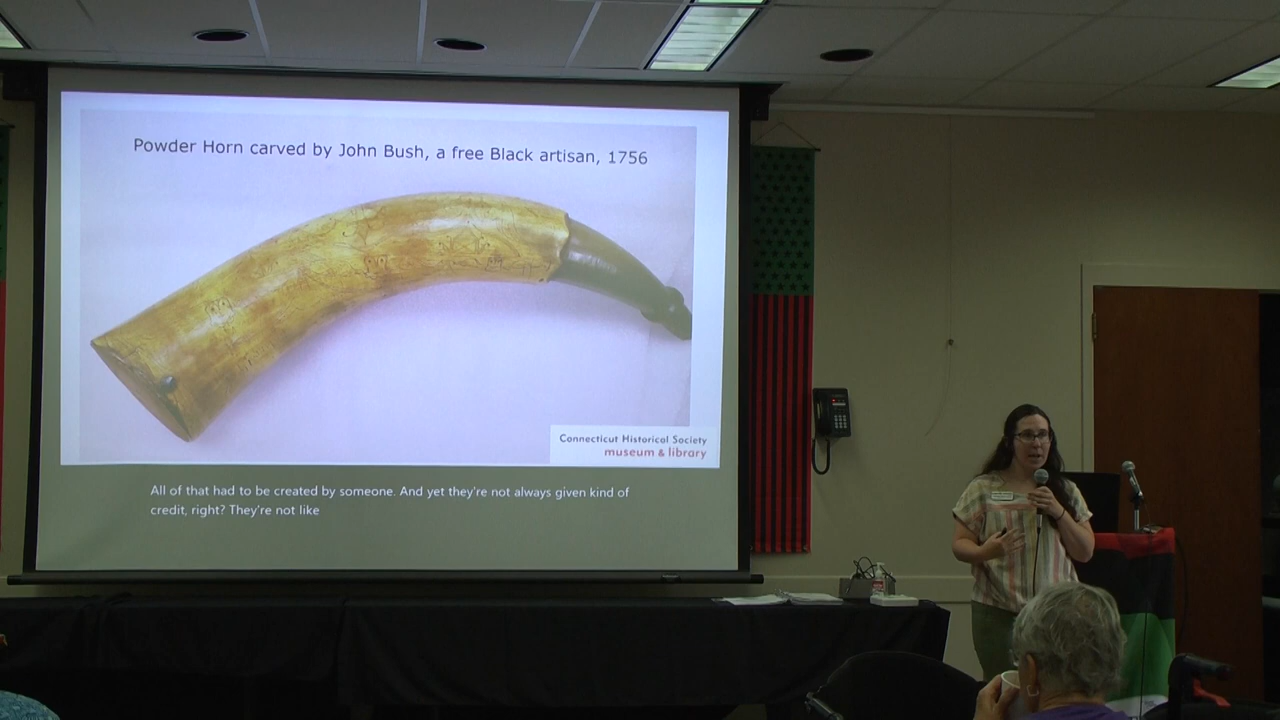 Powder Horn carved by John Bush, a free Black artisan, 1756
Connecticut Historical Society
museum & library
All of that had to be created by someone. And yet they're not always given kind of
credit, right? They're not like